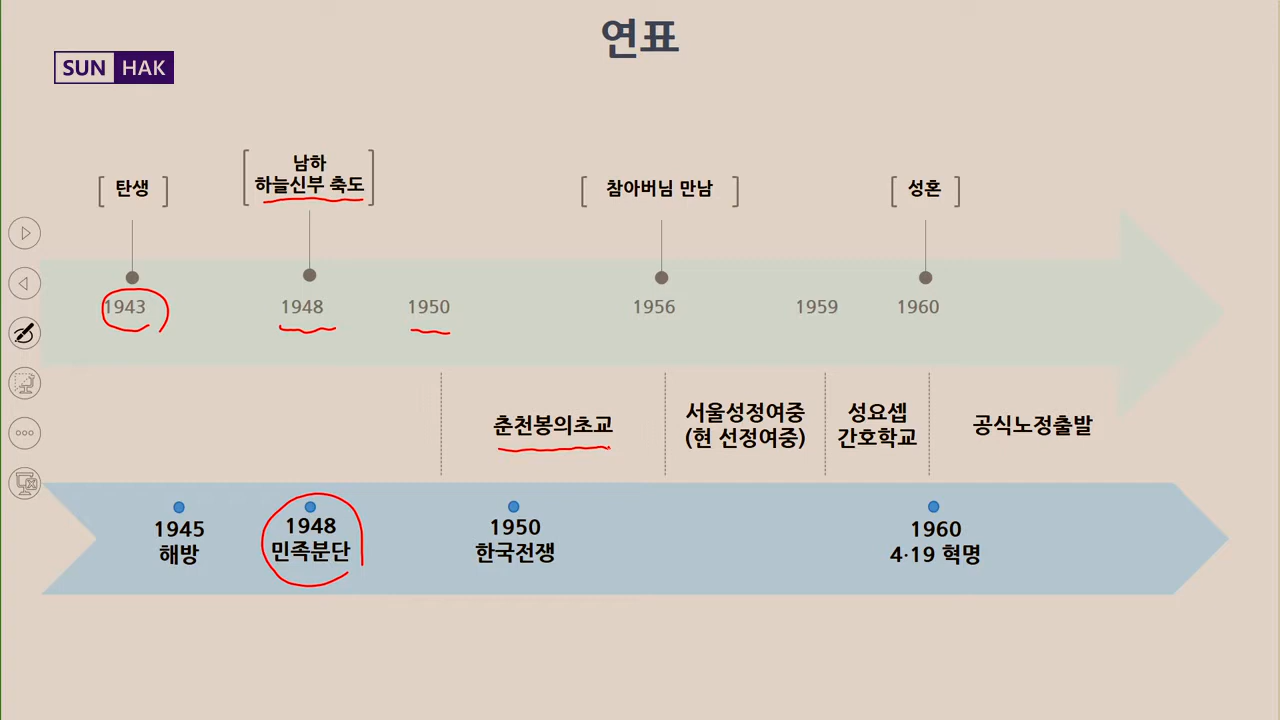 연표
SUN HAK
탄생
남하
하늘신부 축도
참아버님 만남
성혼
1943
1948
1950
1956
1959
1960
춘천봉의초교
서울성정여중
(현 선정여중)
성요셉
간호학교
공식노정출발
1945
해방
1948
민족분단
1950
한국전쟁
1960
4·19 혁명